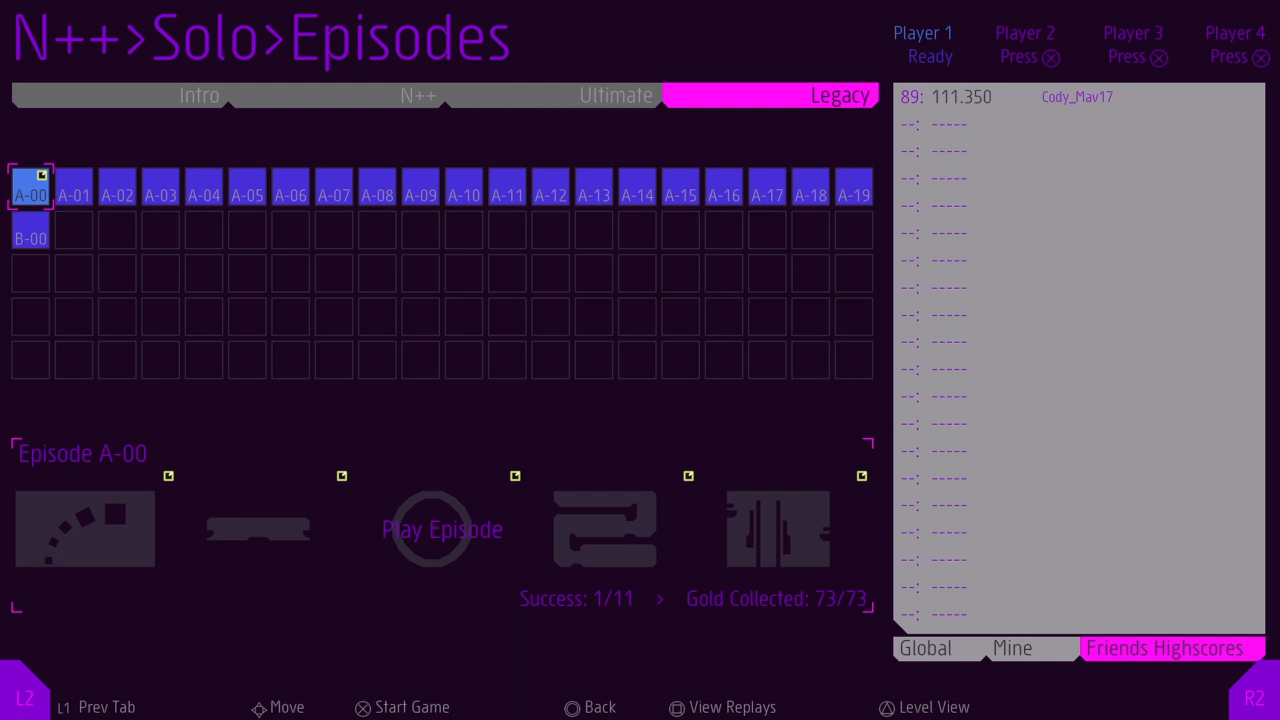 N++>Solo>Episodes
Player 1 Player 2 Player 3 Player 4
Ready Press Press Press
Intro N++ Ultimate Legacy
89: 111.350 Cody_Mav17
--: -----
--: -----
--: -----
A-00 A-01 A-02 A-03 A-04 A-05 A-06 A-07 A-08 A-09 A-10 A-11 A-12 A-13 A-14 A-15 A-16 A-17 A-18 A-19
--: -----
--: -----
B-00
--: -----
--: -----
--: -----
--: -----
--: -----
--: -----
--: -----
--: -----
--: -----
Episode A-00
--: -----
--: -----
--: -----
Play Episode
--: -----
--: -----
Success: 1/11 > Gold Collected: 73/73
--: -----
Global Mine Friends Highscores
L2 L1 Prev Tab Move Start Game Back View Replays Level View R2